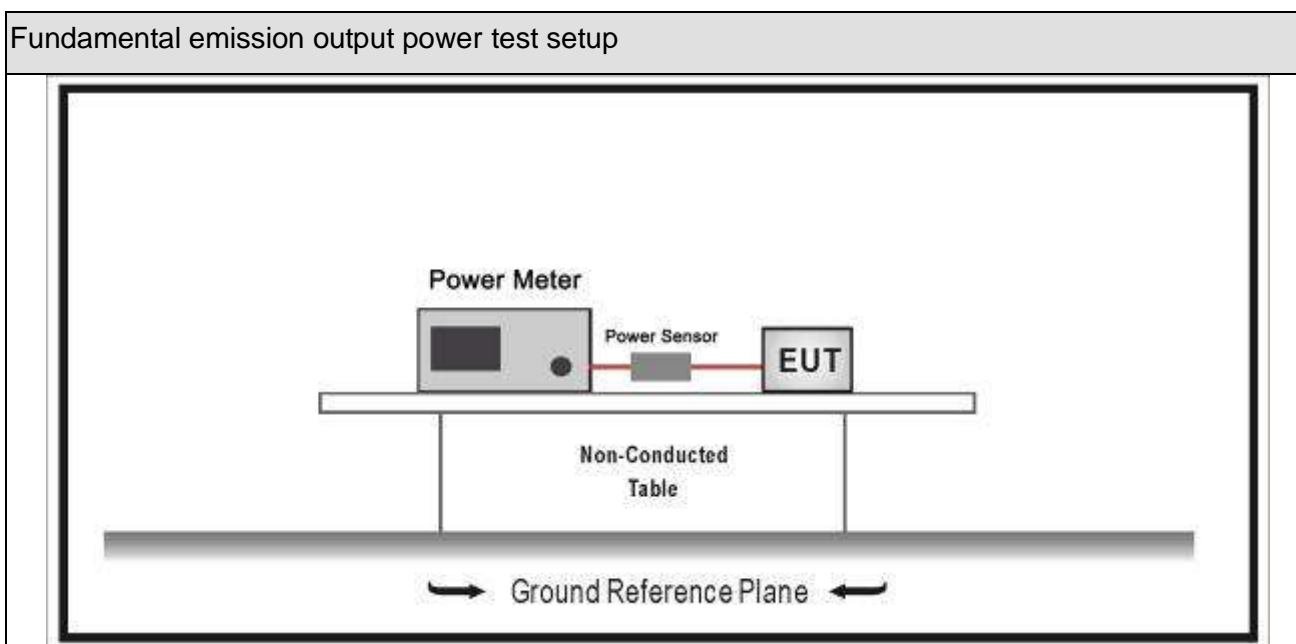 Fundamental emission output power test setup
Power Meter
Power Sensor
EUT
Non-Conducted
Table
Ground Reference Plane